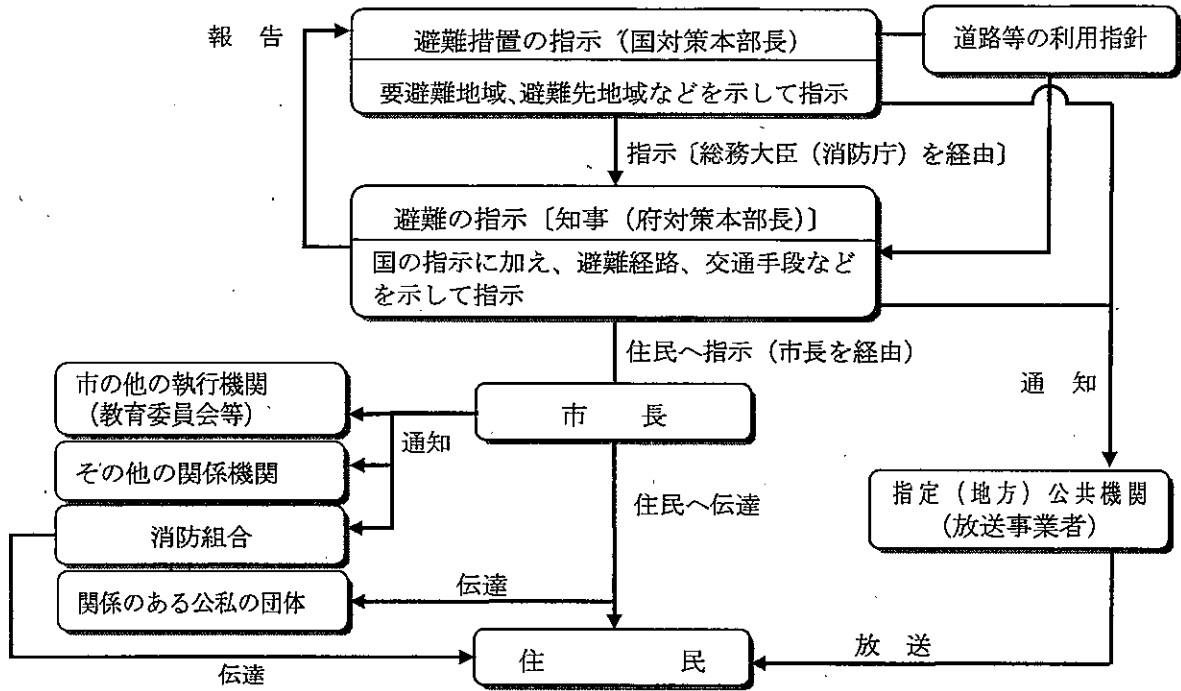 報 告
避難措置の指示（国対策本部長）
要避難地域、避難先地域などを示して指示
道路等の利用指針
指示〔総務大臣（消防庁）を経由〕
避難の指示〔知事（府対策本部長）〕
国の指示に加え、避難経路、交通手段など
を示して指示
住民へ指示（市長を経由）
通 知
市の他の執行機関
（教育委員会等）
市 長
通知
その他の関係機関
住民へ伝達
指定（地方）公共機関
（放送事業者）
消防組合
伝達
関係のある公私の団体
住 民
放 送
伝達